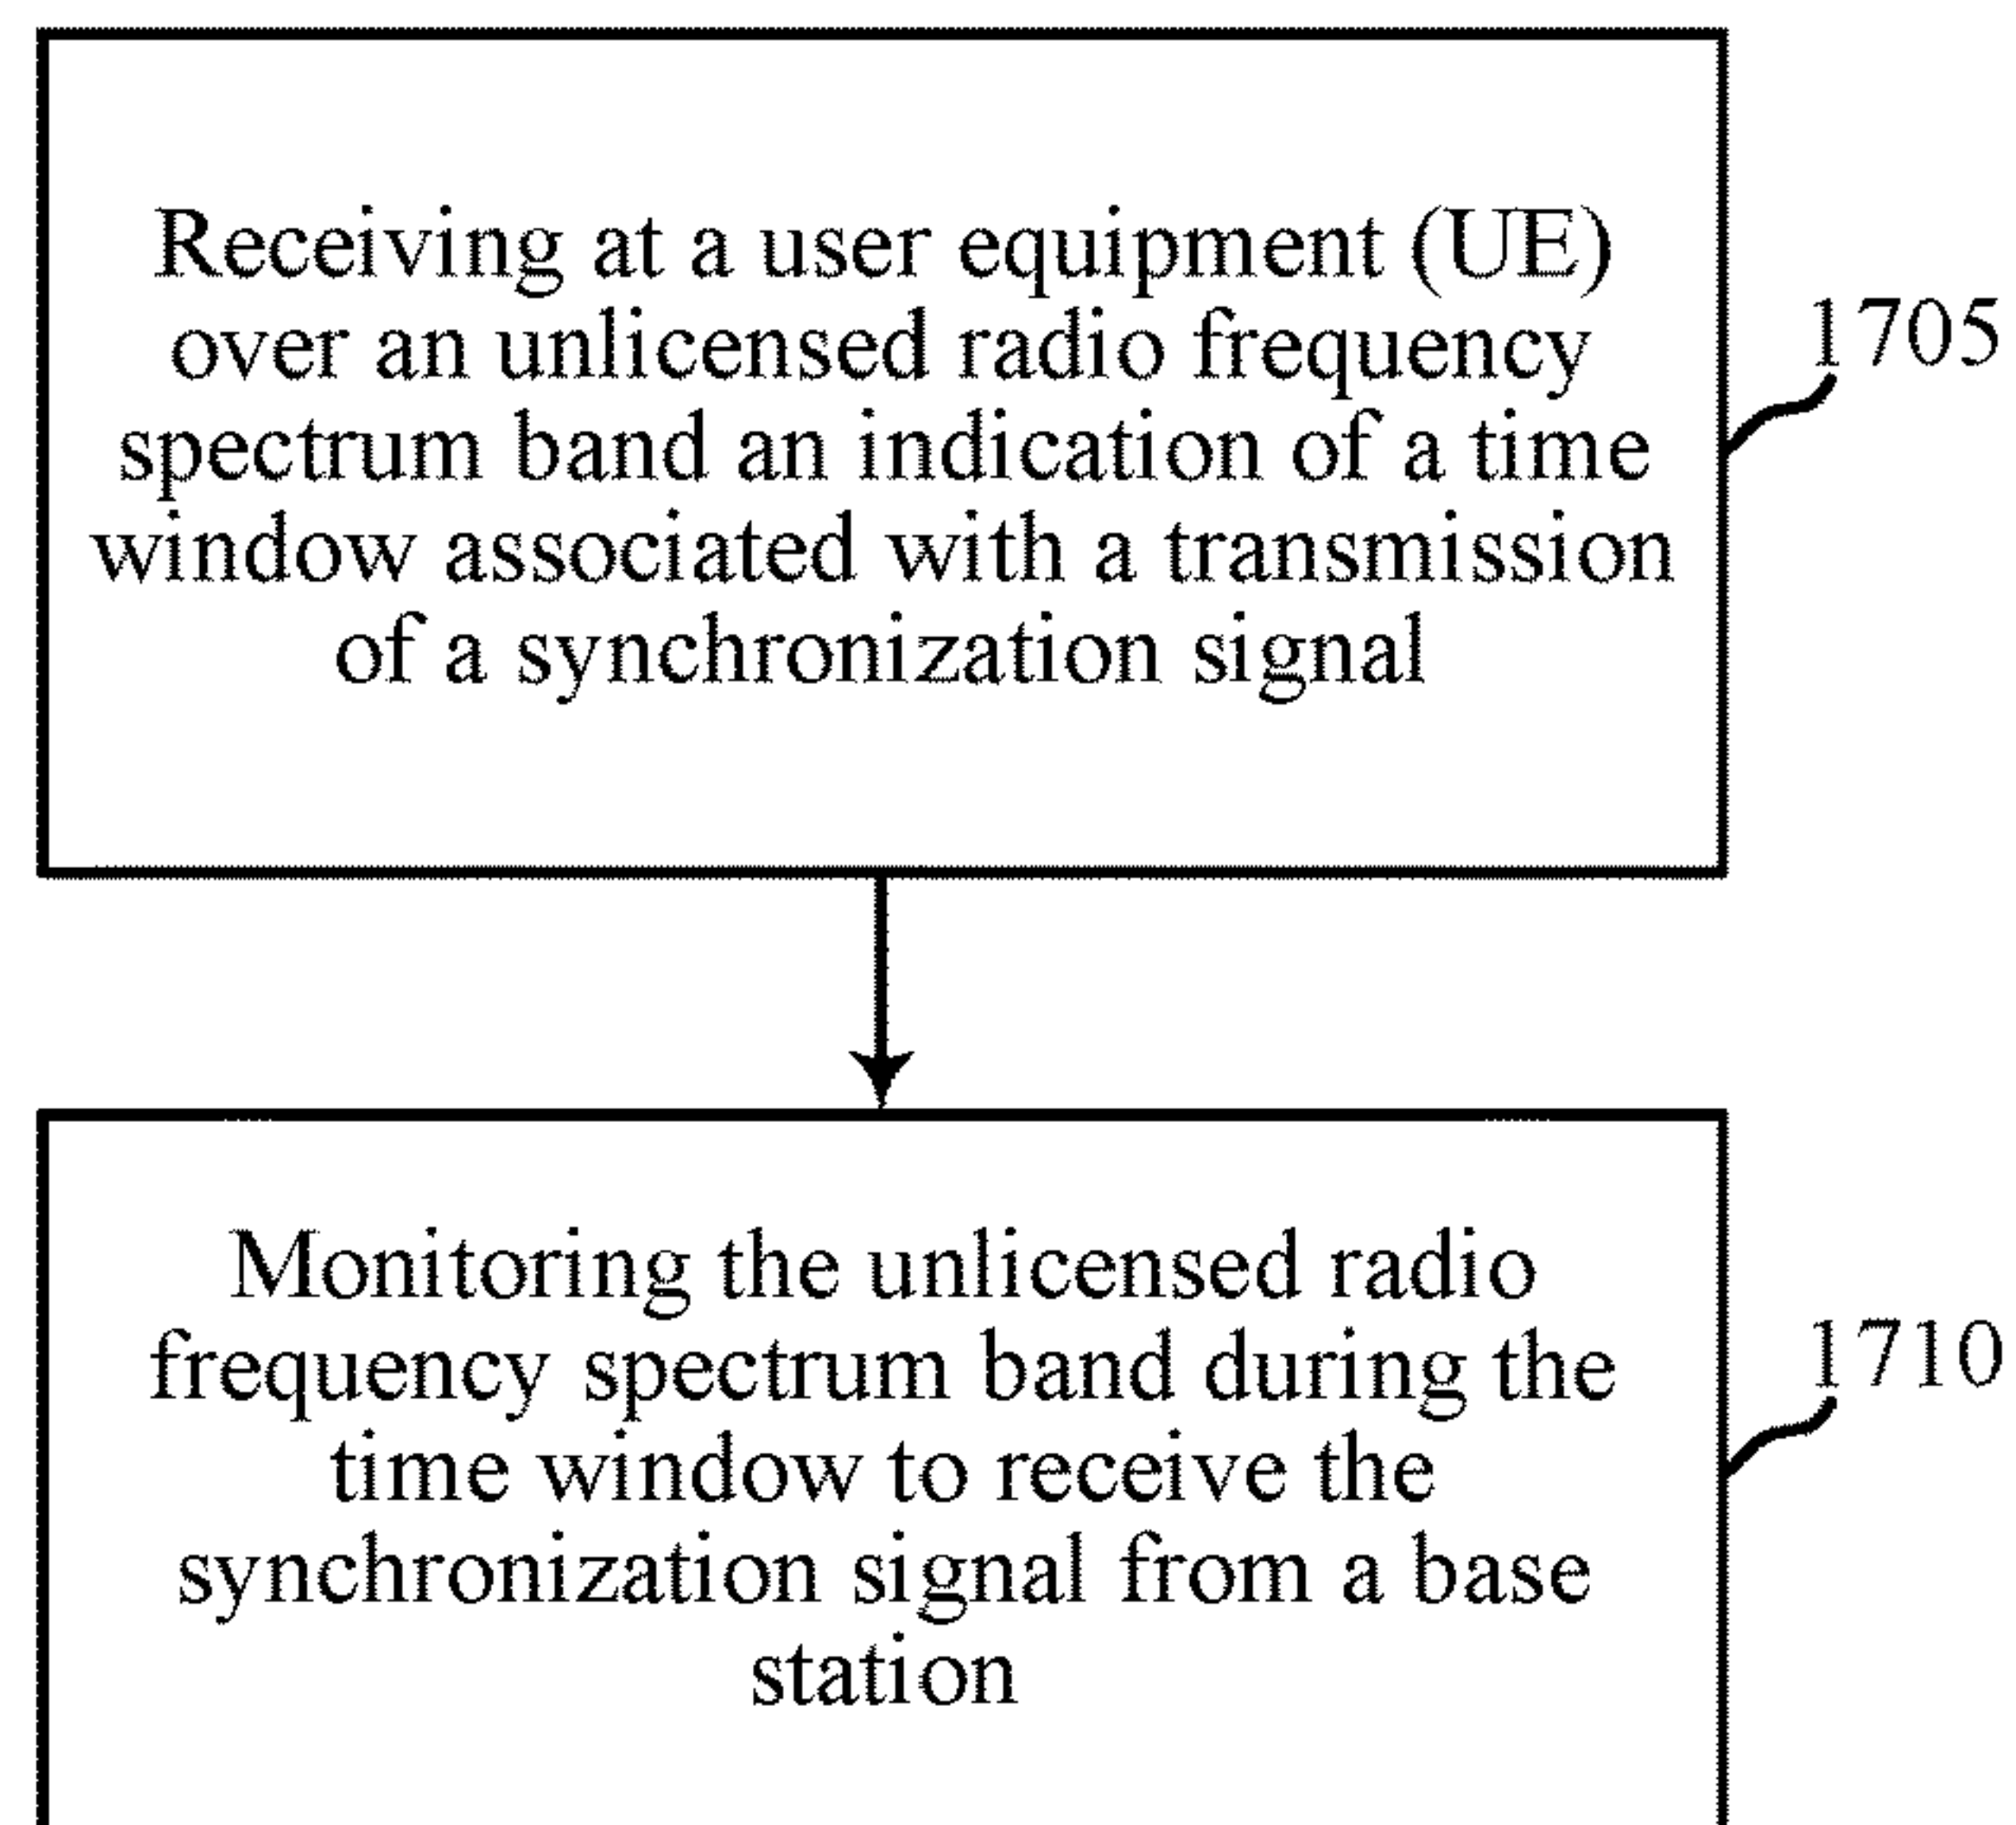 Receiving at a user equipment (UE)
over an unlicensed radio frequency
spectrum band an indication of a time
window associated with a transmission
of a synchronization signal
1705
Monitoring the unlicensed radio
frequency spectrum band during the
time window to receive the
synchronization signal from a base
station
1710